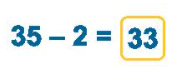 35 – 2 = 33